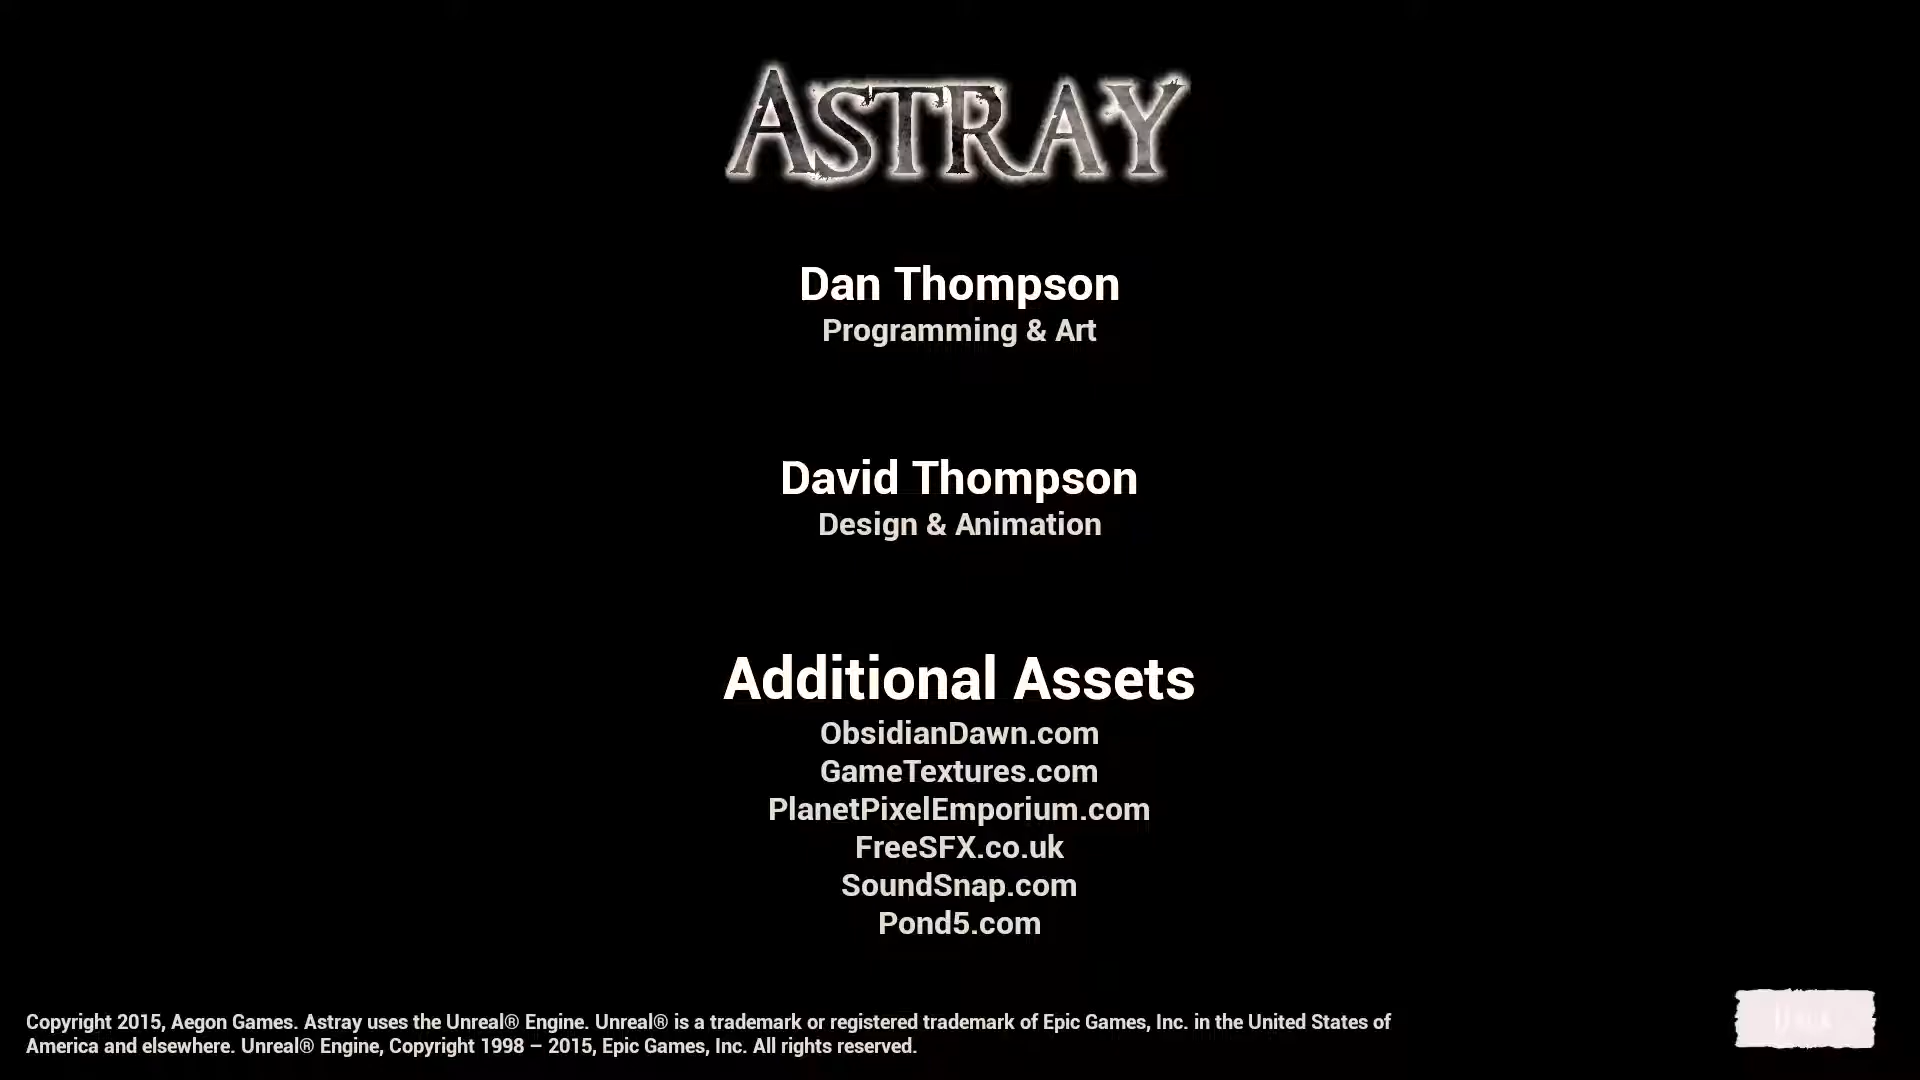 ASTRAY
Dan Thompson
Programming & Art
David Thompson
Design & Animation
Additional Assets
ObsidianDawn.com
GameTextures.com
PlanetPixelEmporium.com
FreeSFX.co.uk
SoundSnap.com
Pond5.com
Copyright 2015, Aegon Games. Astray uses the Unreal® Engine. Unreal® is a trademark or registered trademark of Epic Games, Inc. in the United States of
America and elsewhere. Unreal® Engine, Copyright 1998 – 2015, Epic Games, Inc. All rights reserved.